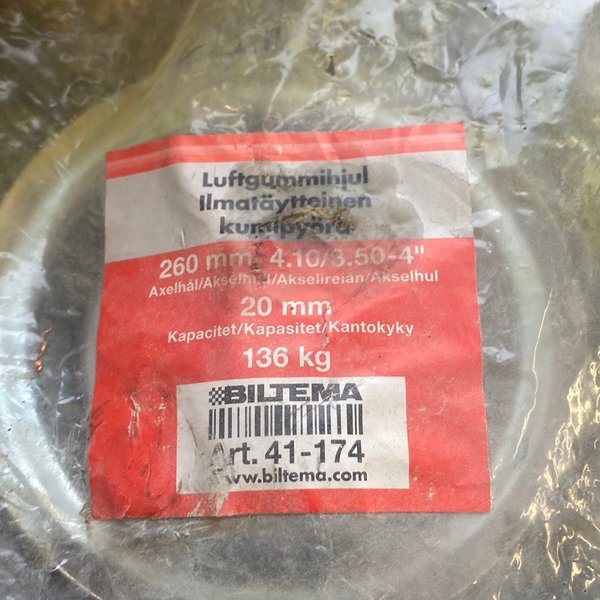 Luftgummihjul
Ilmatäytteinen
kumipyörä
260 mm 4.10/3.50-4"
Axelhål/Akselhjul/Akselireiän/Akselhul
20 mm
Kapacitet/Kapasitet/Kantokyky
136 kg
BILTEMA
Art. 41-174
www.biltema.com